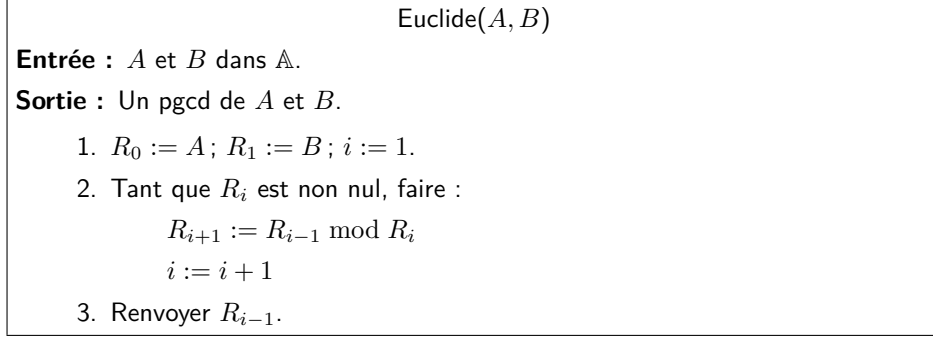 Euclide(A, B)
Entrée : A et B dans 𝔸.
Sortie : Un pgcd de A et B.
1. R₀ := A ; R₁ := B ; i := 1.
2. Tant que Rᵢ est non nul, faire :
Rᵢ₊₁ := Rᵢ₋₁ mod Rᵢ
i := i + 1
3. Renvoyer Rᵢ₋₁.